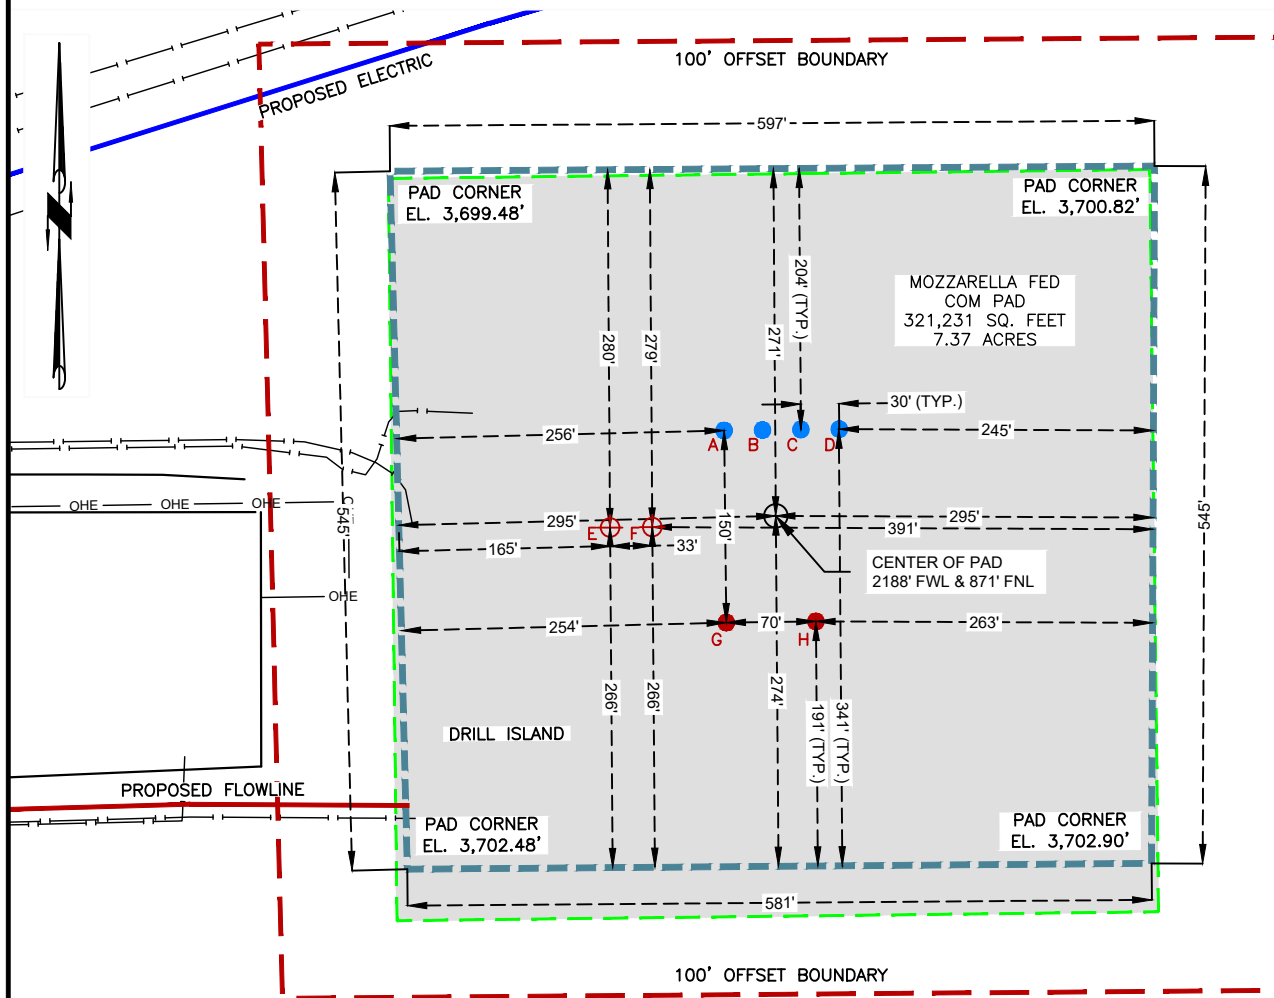 100' OFFSET BOUNDARY
PROPOSED ELECTRIC
597'
PAD CORNER
EL. 3,699.48'
PAD CORNER
EL. 3,700.82'
204' (TYP.)
MOZZARELLA FED
COM PAD
321,231 SQ. FEET
7.37 ACRES
280'
279'
271'
30' (TYP.)
256'
A
B
C
D
245'
OHE
OHE
OHE
545'
295'
E
F
150'
295'
391'
545'
165'
33'
CENTER OF PAD
2188' FWL & 871' FNL
OHE
254'
G
70'
H
263'
266'
266'
274'
191' (TYP.)
341' (TYP.)
DRILL ISLAND
PROPOSED FLOWLINE
PAD CORNER
EL. 3,702.48'
PAD CORNER
EL. 3,702.90'
581'
100' OFFSET BOUNDARY